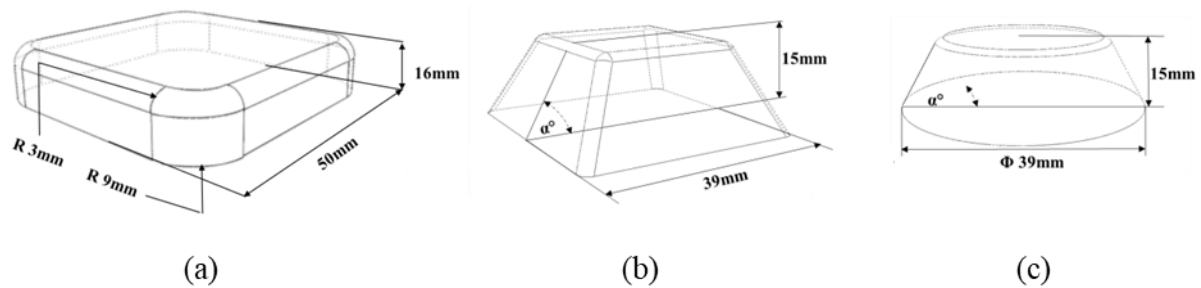 16mm
R 3mm
50mm
R 9mm
(a)
15mm
α°
39mm
(b)
15mm
α°
Φ 39mm
(c)